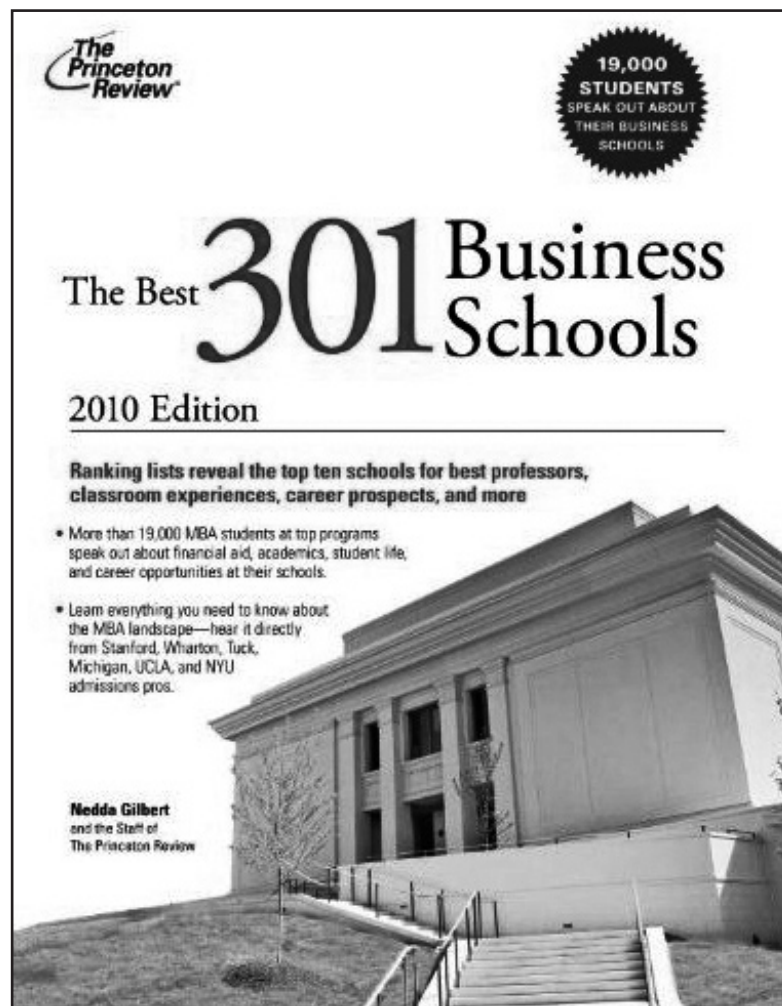 The
Princeton
Review®
19,000
STUDENTS
SPEAK OUT ABOUT
THEIR BUSINESS
SCHOOLS
The Best 301 Business
Schools
2010 Edition
Ranking lists reveal the top ten schools for best professors,
classroom experiences, career prospects, and more
• More than 19,000 MBA students at top programs
speak out about financial aid, academics, student life,
and career opportunities at their schools.
• Learn everything you need to know about
the MBA landscape—hear it directly
from Stanford, Wharton, Tuck,
Michigan, UCLA, and NYU
admissions pros.
Nedda Gilbert
and the Staff of
The Princeton Review